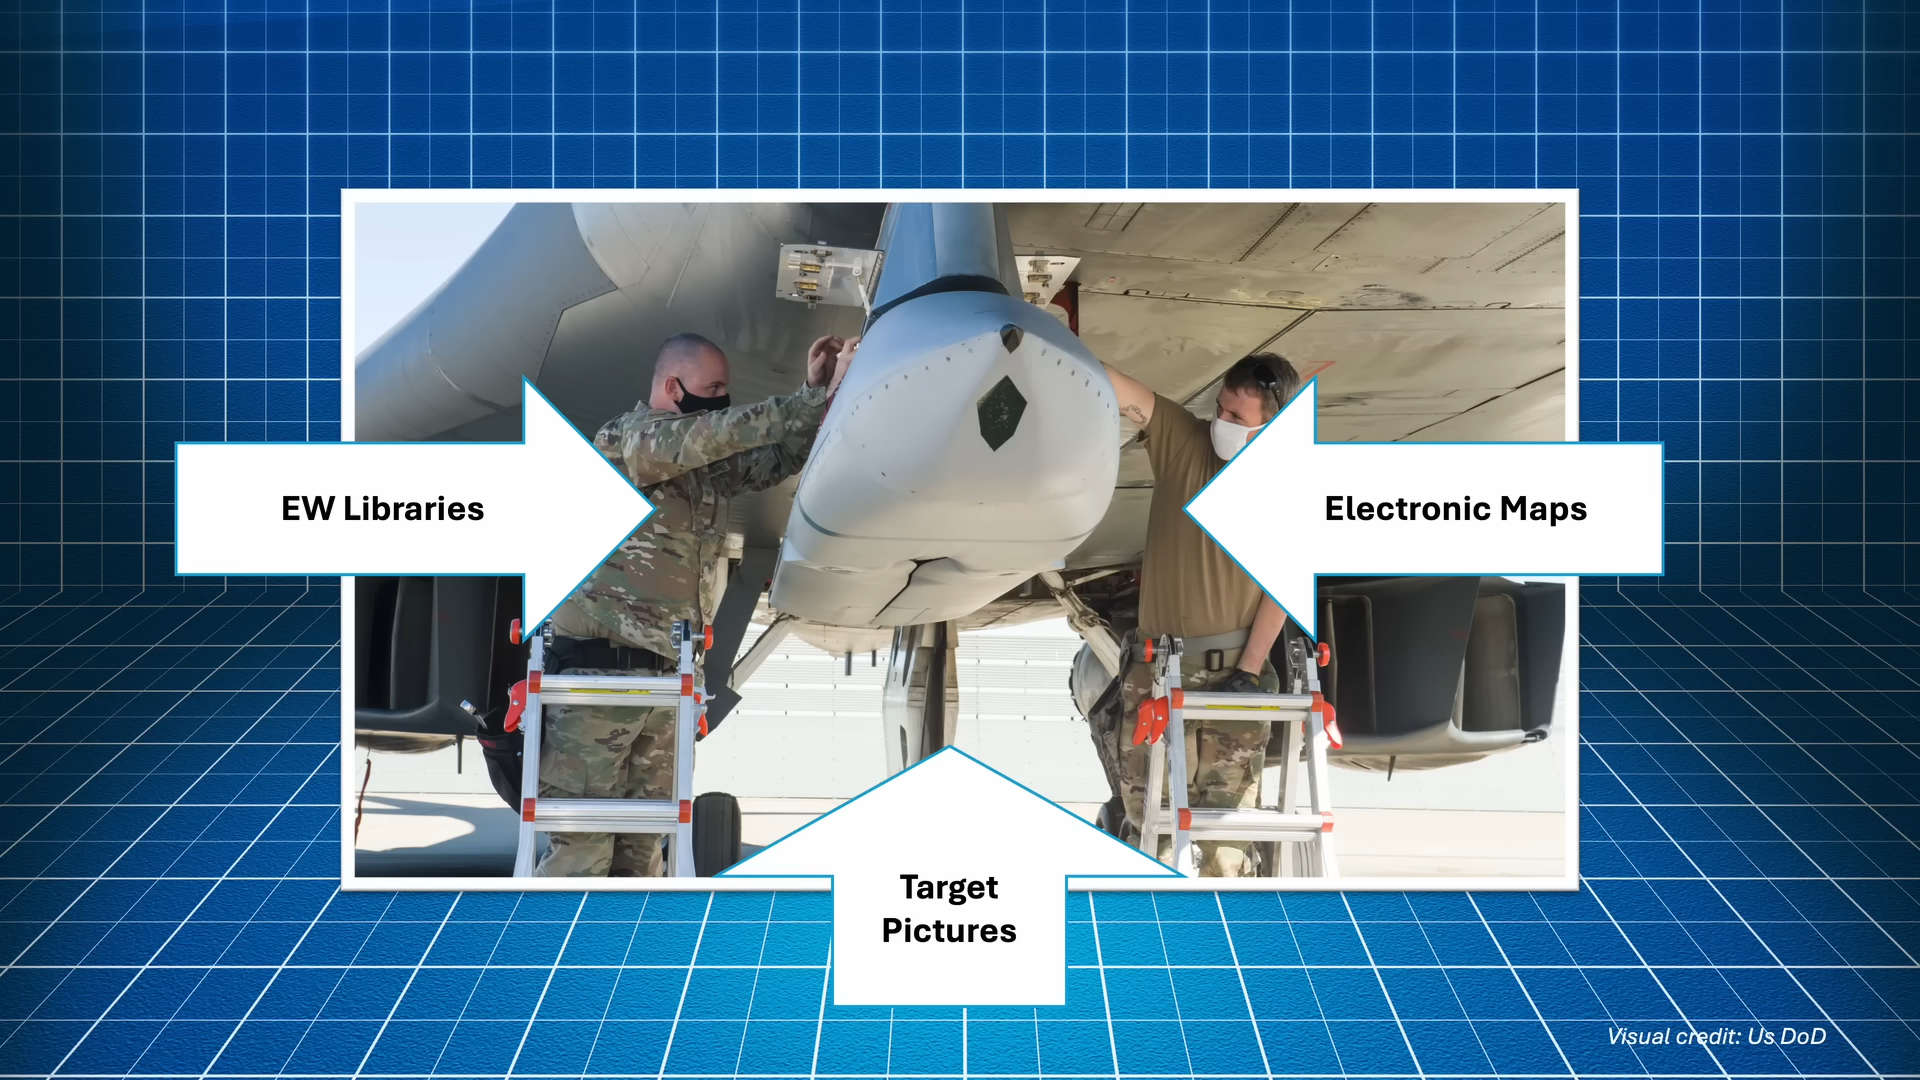 EW Libraries
Electronic Maps
Target
Pictures
Visual credit: Us DoD